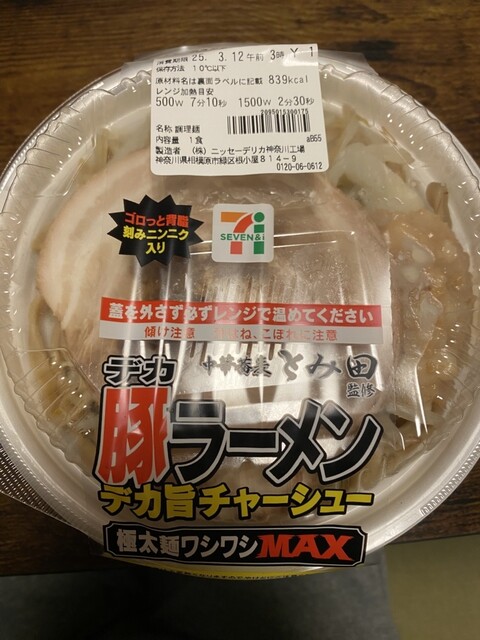 消費期限 25. 3.12午前 3時 Y 1
保存方法 10℃以下
原材料名は裏面ラベルに記載 839kcal
レンジ加熱目安
500W 7分10秒 1500W 2分30秒
2095015300175
名称 調理麺
内容量 1食 aB65
製造者 (株)ニッセーデリカ神奈川工場
神奈川県相模原市緑区根小屋814-9
0120-06-0612
ゴロっと背脂
刻みニンニク
入り
SEVEN&i
蓋を外さず必ずレンジで温めてください
傾け注意 はね、こぼれに注意
デカ 中華蕎麦とみ田
監修
豚ラーメン
デカ旨チャーシュー
極太麺ワシワシMAX